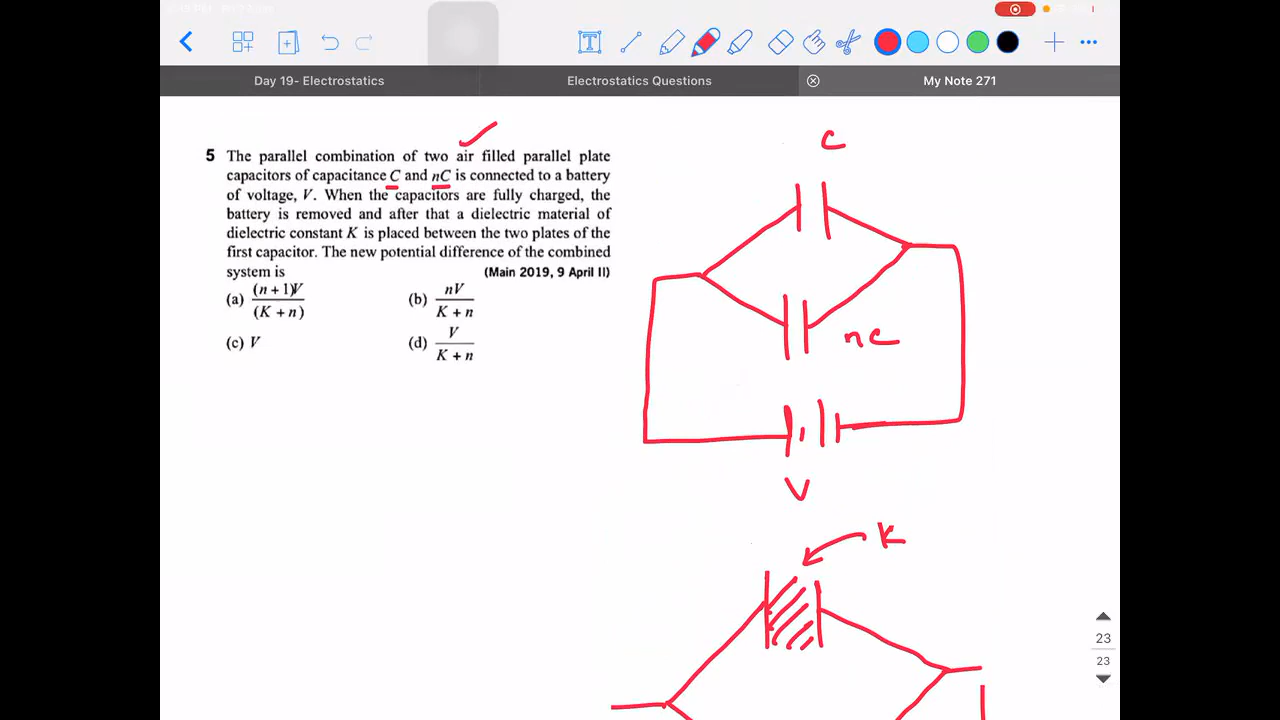 Day 19- Electrostatics
Electrostatics Questions
My Note 271
5 The parallel combination of two air filled parallel plate
capacitors of capacitance C and nC is connected to a battery
of voltage, V. When the capacitors are fully charged, the
battery is removed and after that a dielectric material of
dielectric constant K is placed between the two plates of the
first capacitor. The new potential difference of the combined
system is (Main 2019, 9 April II)
(a) (n + 1)V / (K + n) (b) nV / K + n
(c) V (d) V / K + n
C
nC
V
K
23
23